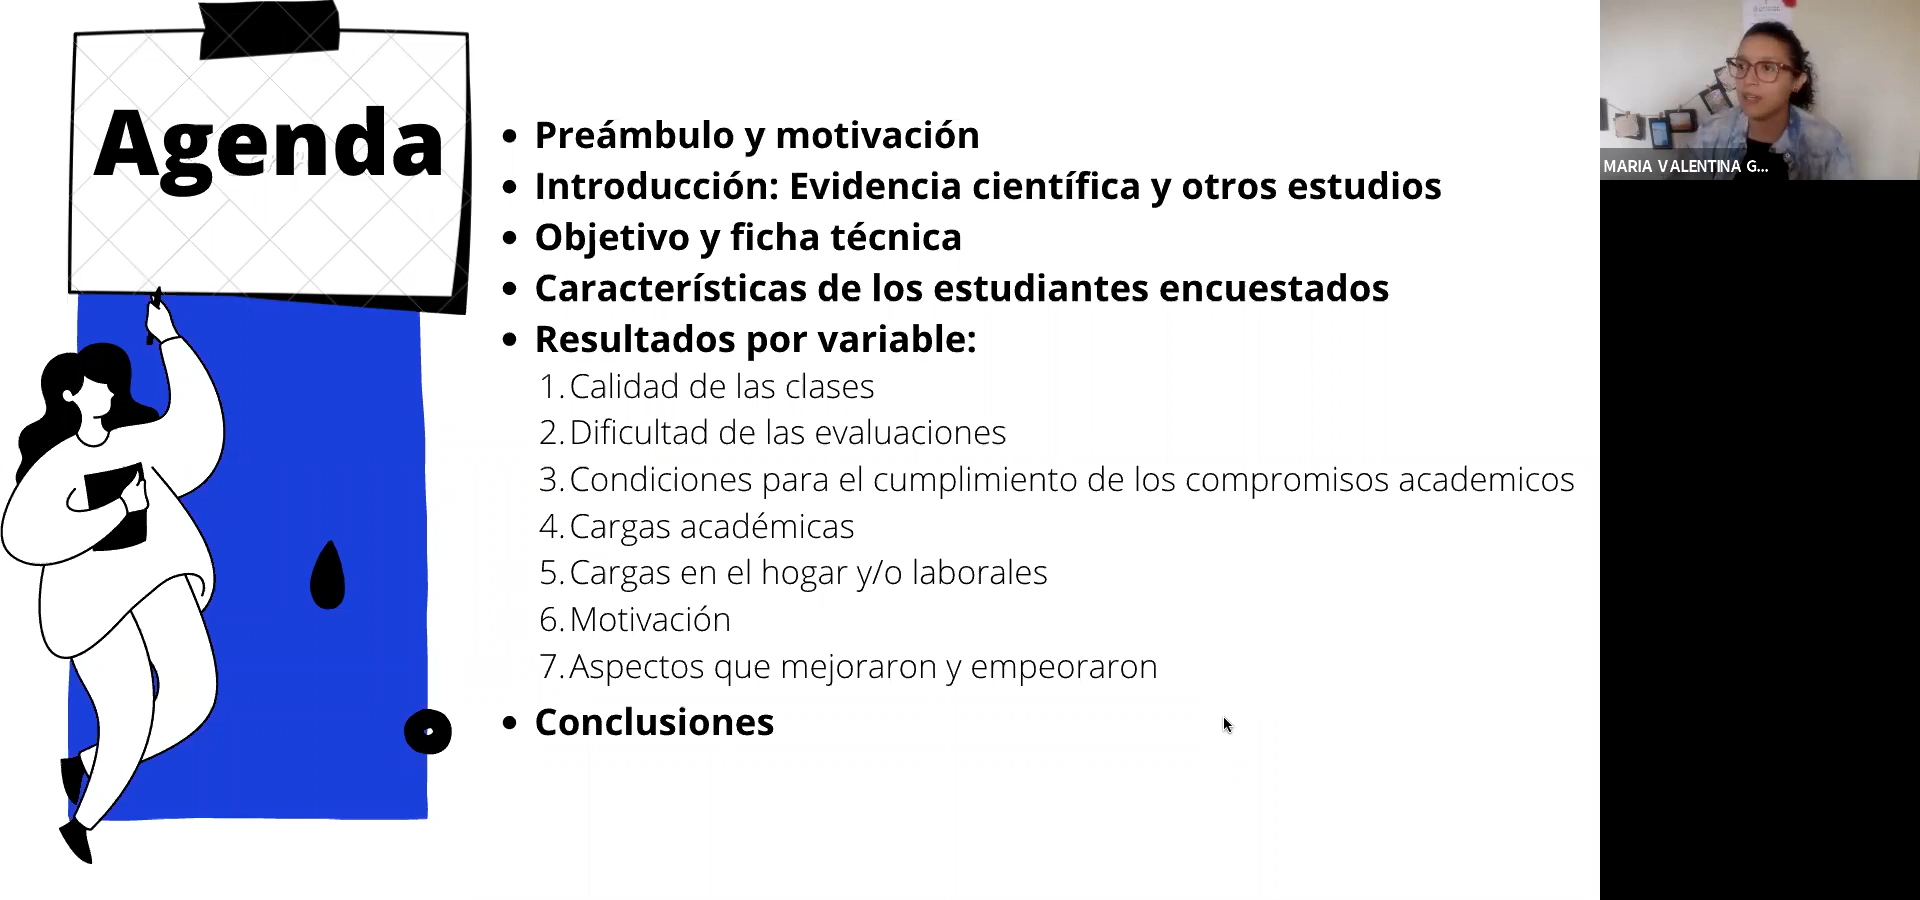 Agenda
• Preámbulo y motivación
• Introducción: Evidencia científica y otros estudios
• Objetivo y ficha técnica
• Características de los estudiantes encuestados
• Resultados por variable:
1. Calidad de las clases
2. Dificultad de las evaluaciones
3. Condiciones para el cumplimiento de los compromisos academicos
4. Cargas académicas
5. Cargas en el hogar y/o laborales
6. Motivación
7. Aspectos que mejoraron y empeoraron
• Conclusiones
MARIA VALENTINA G...